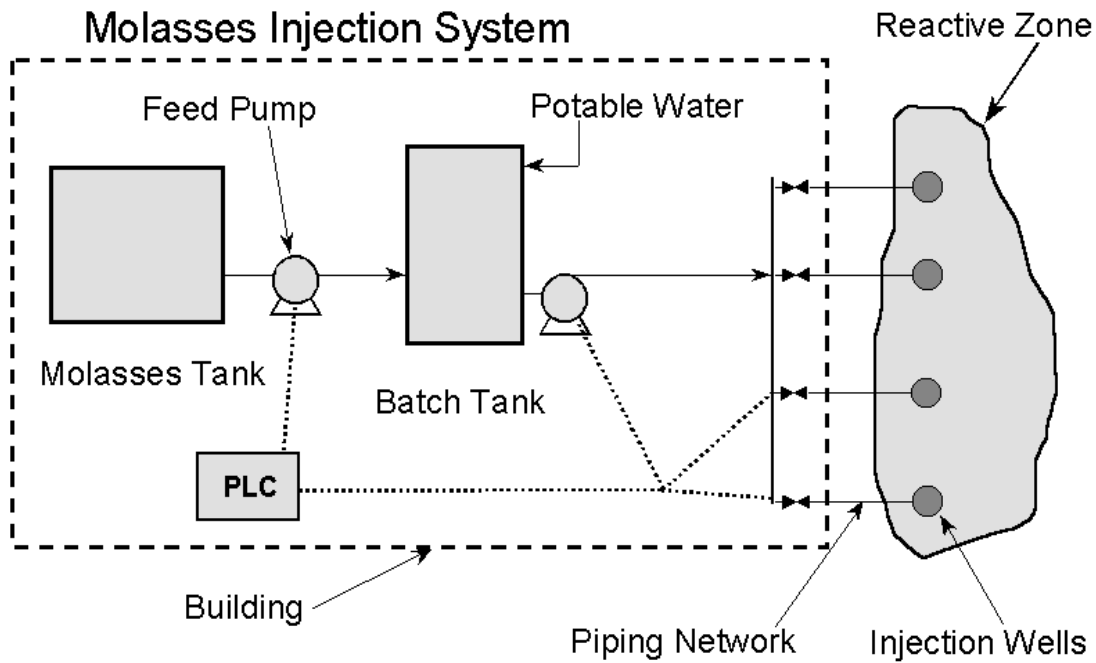 Molasses Injection System
Reactive Zone
Feed Pump
Potable Water
Molasses Tank
Batch Tank
PLC
Building
Piping Network
Injection Wells